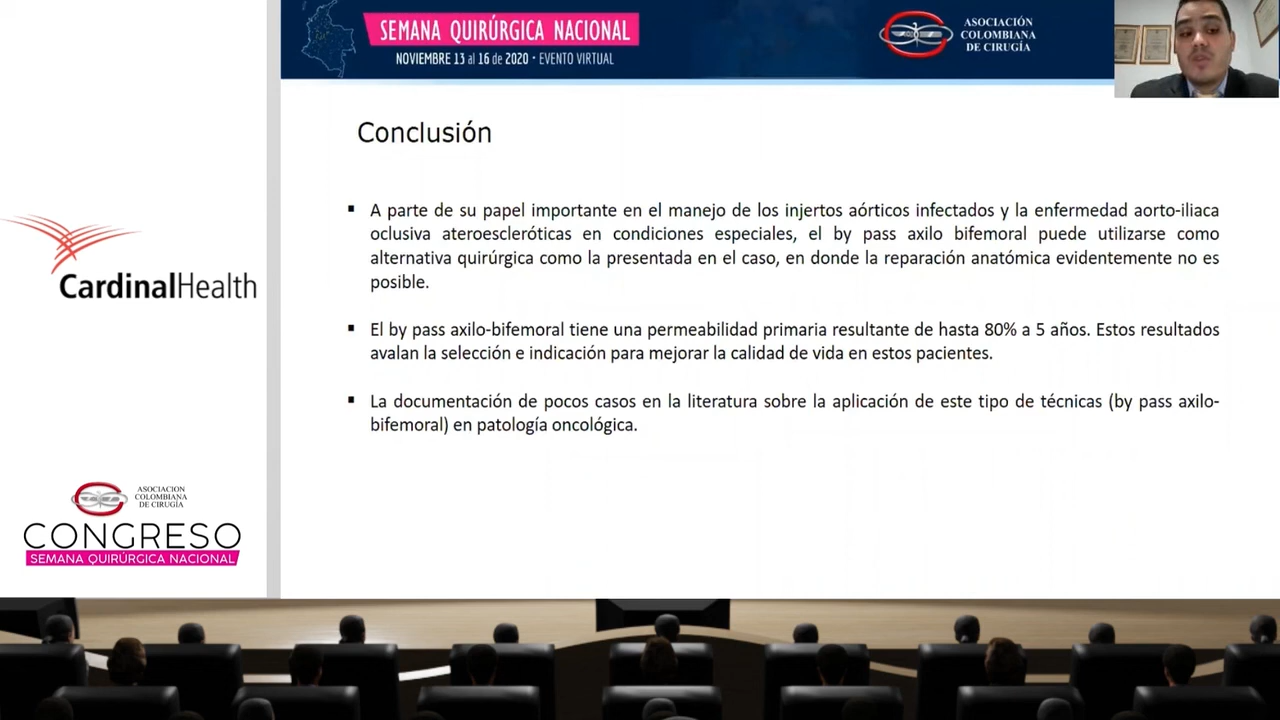 SEMANA QUIRÚRGICA NACIONAL
NOVIEMBRE 13 al 16 de 2020 • EVENTO VIRTUAL
ASOCIACIÓN
COLOMBIANA
DE CIRUGÍA
Conclusión
▪ A parte de su papel importante en el manejo de los injertos aórticos infectados y la enfermedad aorto-iliaca
oclusiva ateroescleróticas en condiciones especiales, el by pass axilo bifemoral puede utilizarse como
alternativa quirúrgica como la presentada en el caso, en donde la reparación anatómica evidentemente no es
posible.
▪ El by pass axilo-bifemoral tiene una permeabilidad primaria resultante de hasta 80% a 5 años. Estos resultados
avalan la selección e indicación para mejorar la calidad de vida en estos pacientes.
▪ La documentación de pocos casos en la literatura sobre la aplicación de este tipo de técnicas (by pass axilo-
bifemoral) en patología oncológica.
CardinalHealth
ASOCIACION
COLOMBIANA
DE CIRUGÍA
CONGRESO
SEMANA QUIRÚRGICA NACIONAL